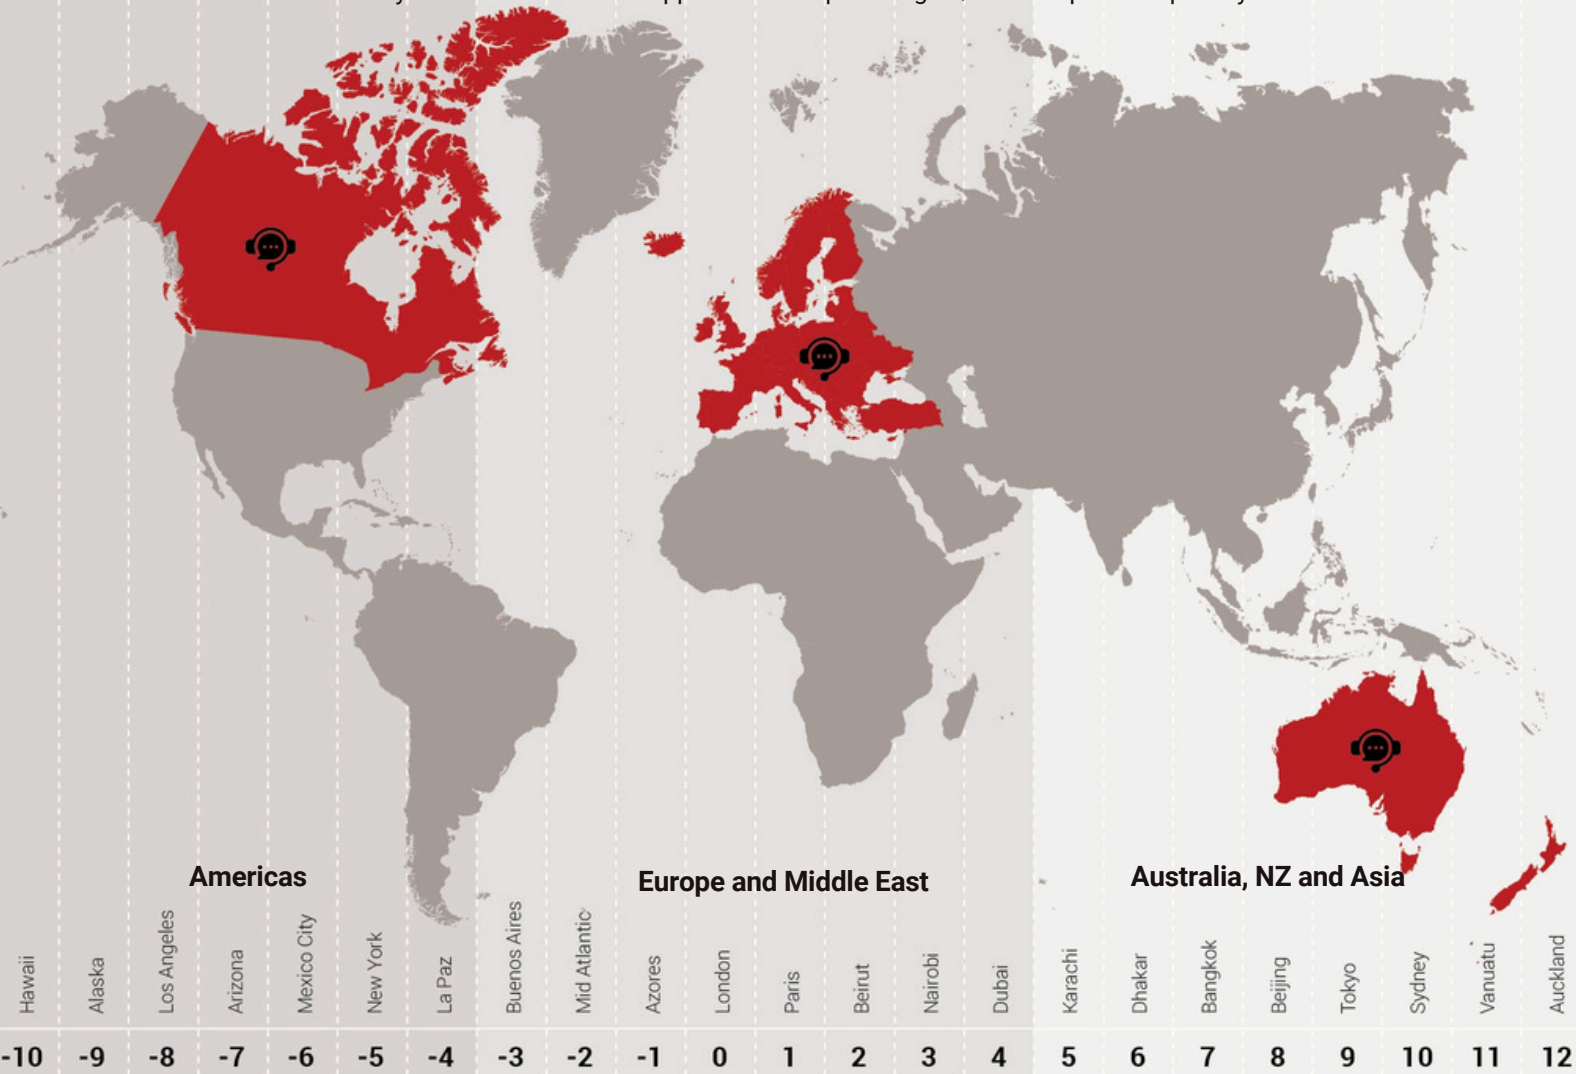 Americas
Europe and Middle East
Australia, NZ and Asia
Hawaii
Alaska
Los Angeles
Arizona
Mexico City
New York
La Paz
Buenos Aires
Mid Atlantic
Azores
London
Paris
Beirut
Nairobi
Dubai
Karachi
Dhakar
Bangkok
Beijing
Tokyo
Sydney
Vanuatu
Auckland
-10 -9 -8 -7 -6 -5 -4 -3 -2 -1 0 1 2 3 4 5 6 7 8 9 10 11 12